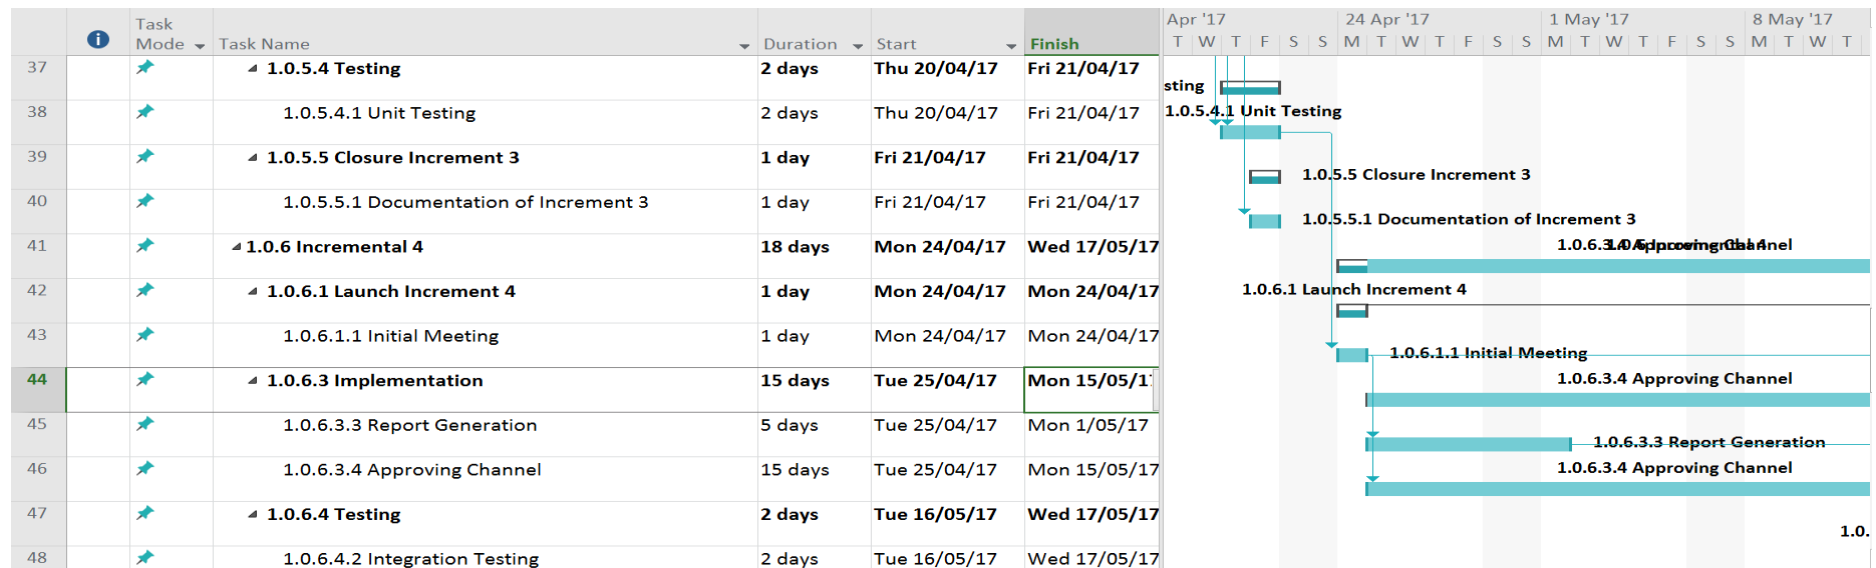 Task Mode Task Name Duration Start Finish
Apr '17 24 Apr '17 1 May '17 8 May '17
T W T F S S M T W T F S S M T W T F S S M T W T
37 1.0.5.4 Testing 2 days Thu 20/04/17 Fri 21/04/17 sting
38 1.0.5.4.1 Unit Testing 2 days Thu 20/04/17 Fri 21/04/17 1.0.5.4.1 Unit Testing
39 1.0.5.5 Closure Increment 3 1 day Fri 21/04/17 Fri 21/04/17 1.0.5.5 Closure Increment 3
40 1.0.5.5.1 Documentation of Increment 3 1 day Fri 21/04/17 Fri 21/04/17 1.0.5.5.1 Documentation of Increment 3
41 1.0.6 Incremental 4 18 days Mon 24/04/17 Wed 17/05/17
42 1.0.6.1 Launch Increment 4 1 day Mon 24/04/17 Mon 24/04/17 1.0.6.1 Launch Increment 4
43 1.0.6.1.1 Initial Meeting 1 day Mon 24/04/17 Mon 24/04/17 1.0.6.1.1 Initial Meeting
44 1.0.6.3 Implementation 15 days Tue 25/04/17 Mon 15/05/1 1.0.6.3.4 Approving Channel
45 1.0.6.3.3 Report Generation 5 days Tue 25/04/17 Mon 1/05/17 1.0.6.3.3 Report Generation
46 1.0.6.3.4 Approving Channel 15 days Tue 25/04/17 Mon 15/05/17 1.0.6.3.4 Approving Channel
47 1.0.6.4 Testing 2 days Tue 16/05/17 Wed 17/05/17 1.0.
48 1.0.6.4.2 Integration Testing 2 days Tue 16/05/17 Wed 17/05/17